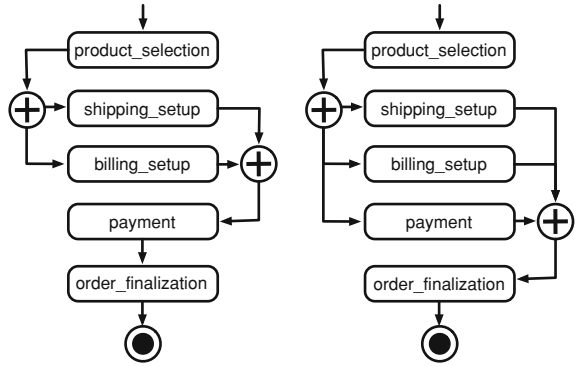 product_selection
shipping_setup
billing_setup
payment
order_finalization
product_selection
shipping_setup
billing_setup
payment
order_finalization